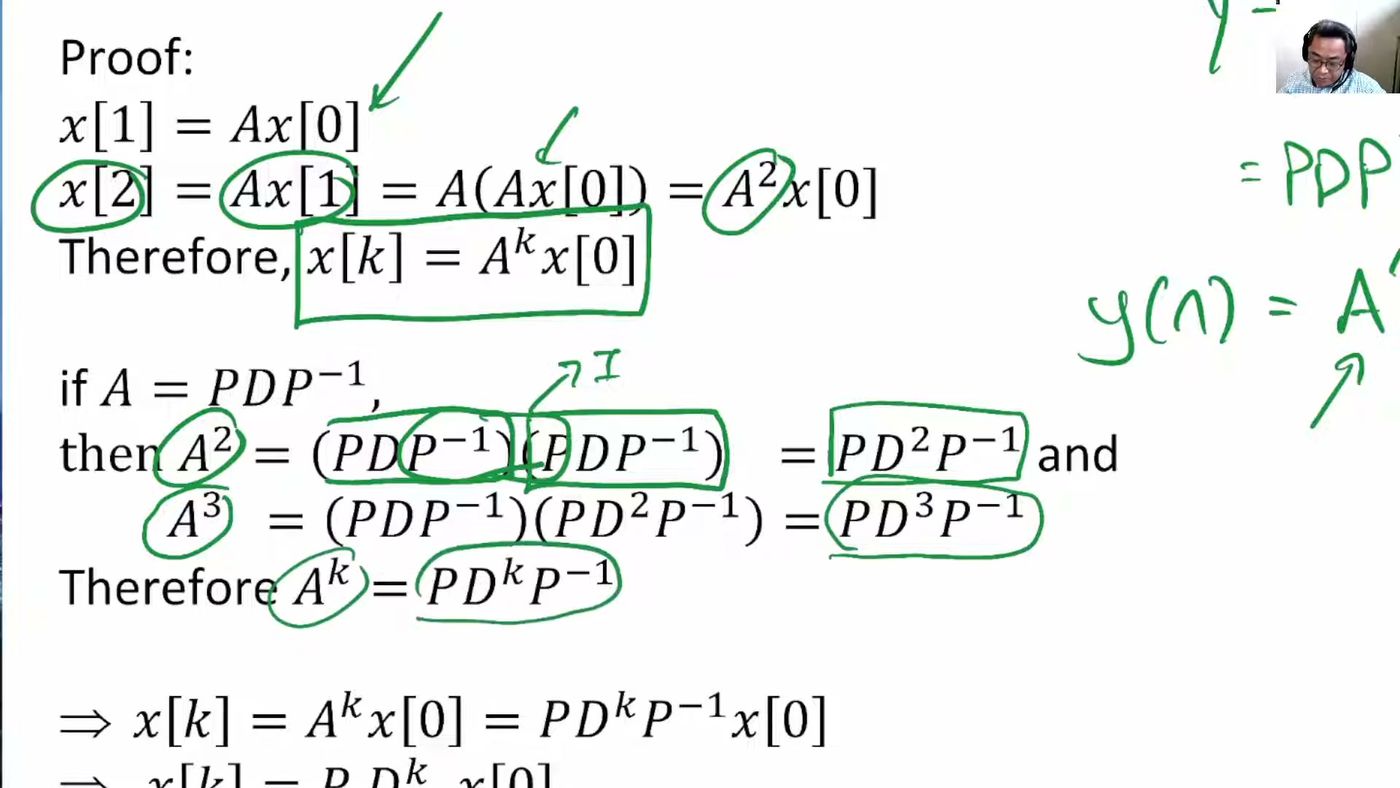 Proof:
x[1] = Ax[0]
x[2] = Ax[1] = A(Ax[0]) = A²x[0]
Therefore, x[k] = Aᵏx[0]
if A = PDP⁻¹,
I
then A² = (PDP⁻¹)(PDP⁻¹) = PD²P⁻¹ and
A³ = (PDP⁻¹)(PD²P⁻¹) = PD³P⁻¹
Therefore Aᵏ = PDᵏP⁻¹
⇒ x[k] = Aᵏx[0] = PDᵏP⁻¹x[0]
y =
= PDP
y(n) = A